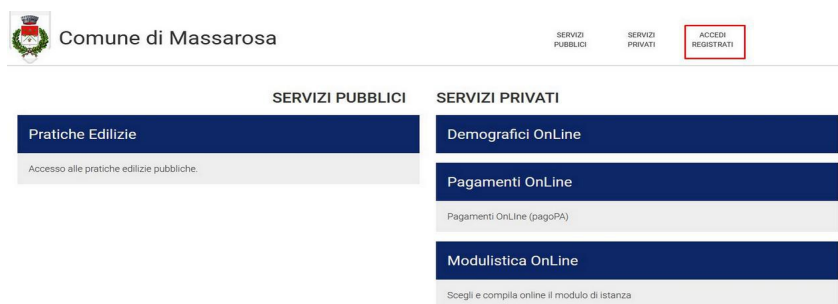 Comune di Massarosa
SERVIZI
PUBBLICI
SERVIZI
PRIVATI
ACCEDI
REGISTRATI
SERVIZI PUBBLICI
Pratiche Edilizie
Accesso alle pratiche edilizie pubbliche.
SERVIZI PRIVATI
Demografici OnLine
Pagamenti OnLine
Pagamenti OnLIne (pagoPA)
Modulistica OnLine
Scegli e compila online il modulo di istanza